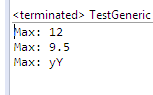 <terminated> TestGeneric
Max: 12
Max: 9.5
Max: yY